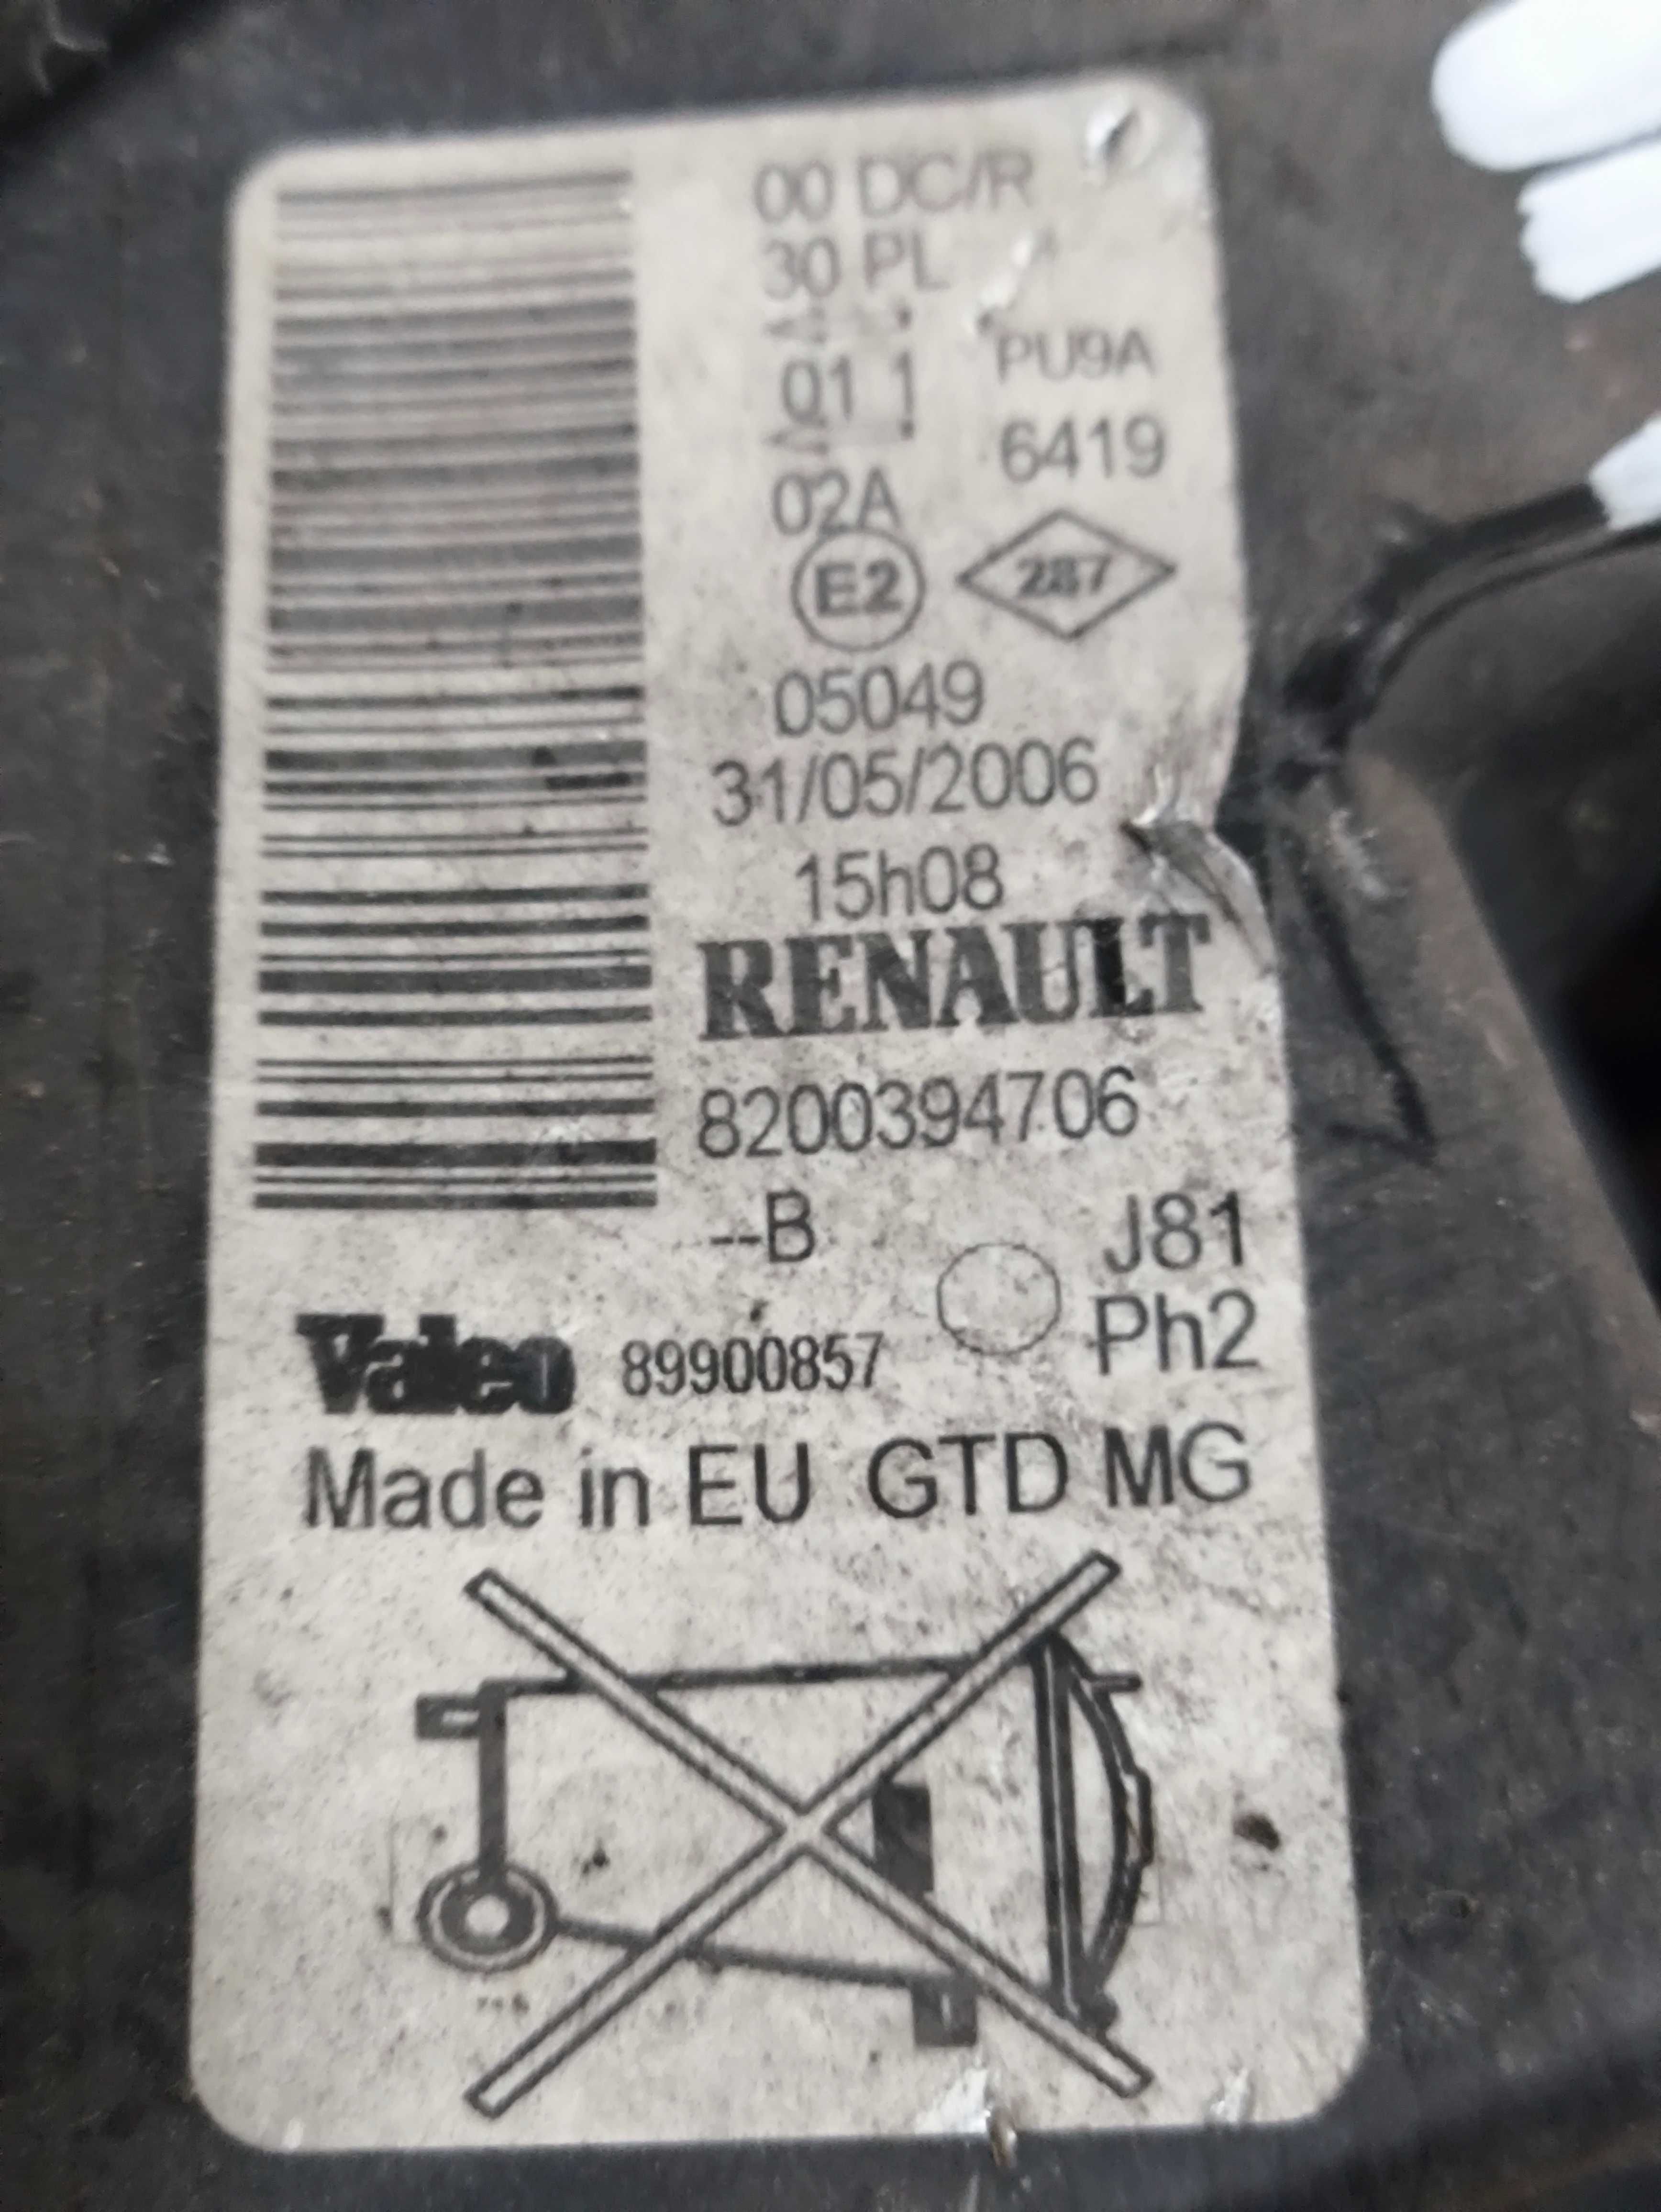 00 DC/R
30 PL
01 1
PU9A
6419
02A
E2
287
05049
31/05/2006
15h08
RENAULT
8200394706
--B
J81
Ph2
Valeo 89900857
Made in EU GTD MG